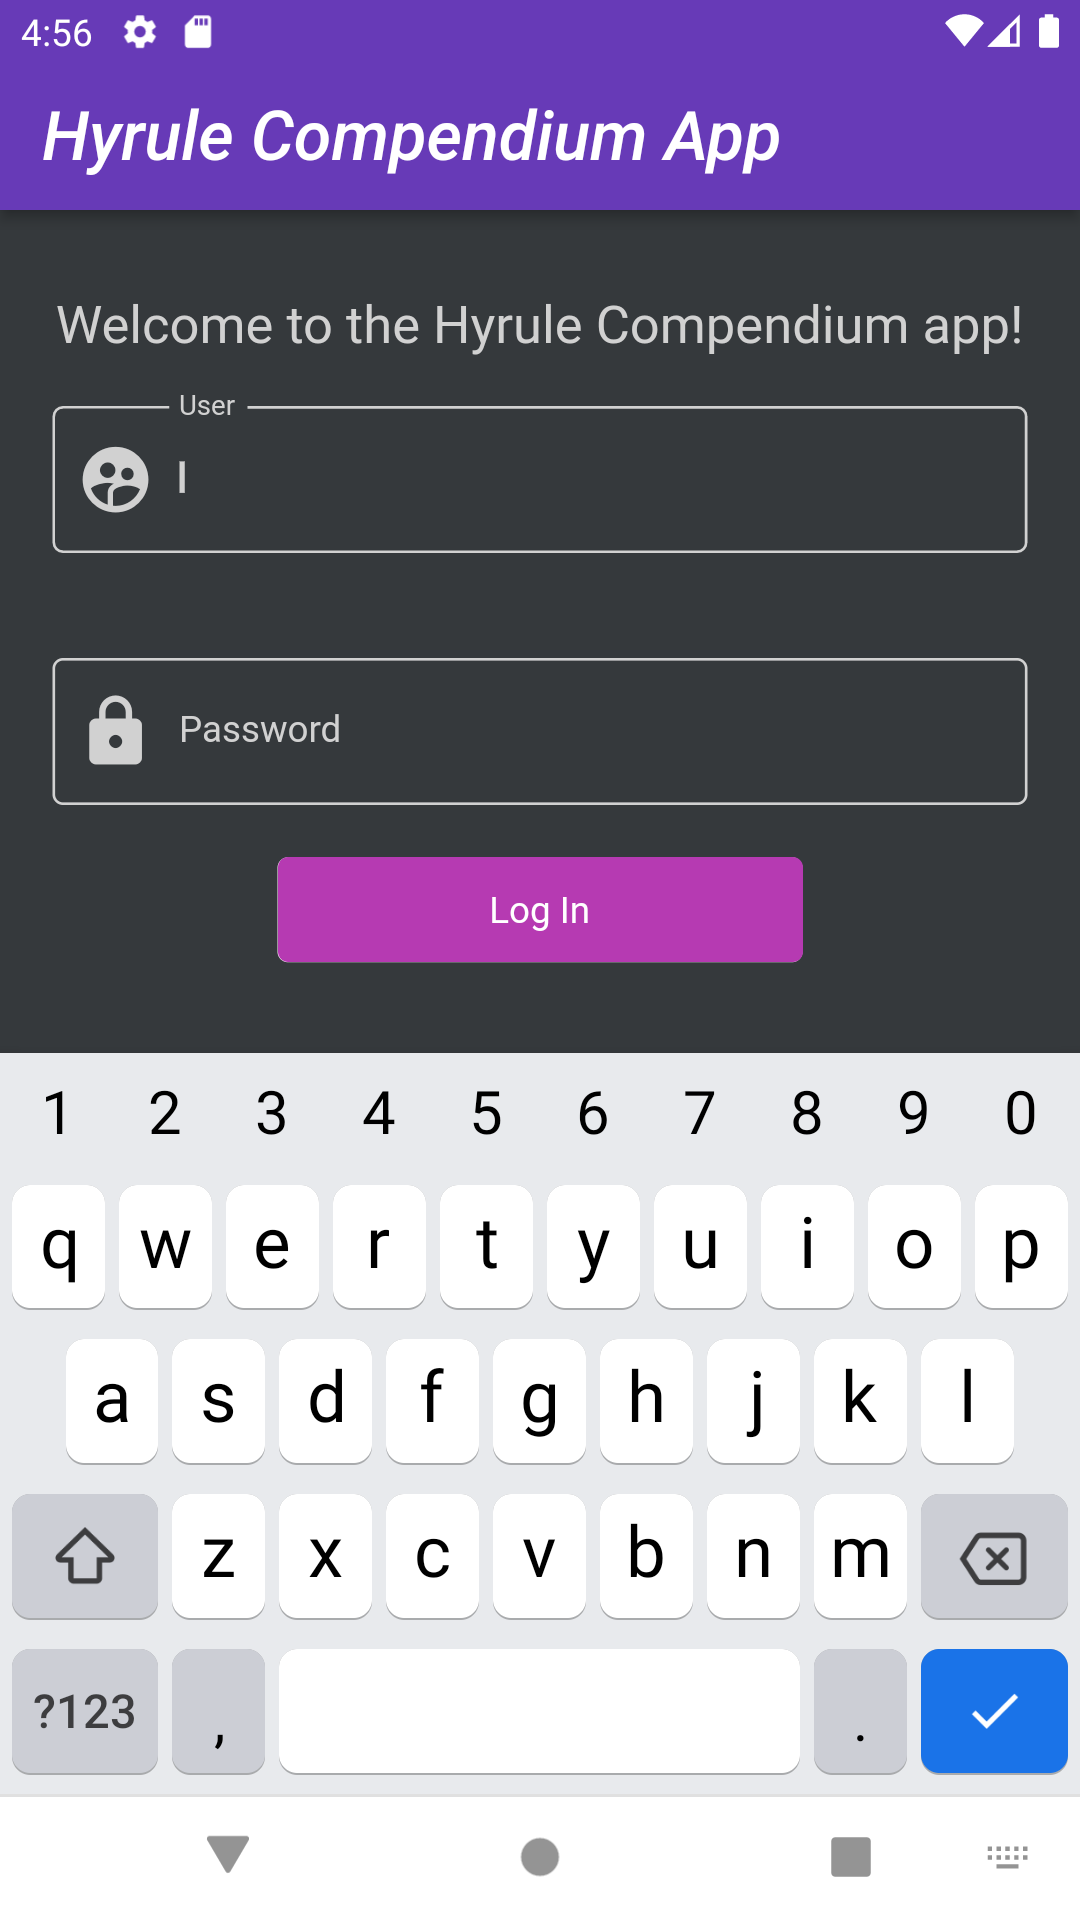 4:56
Hyrule Compendium App
Welcome to the Hyrule Compendium app!
User
Password
Log In
1 2 3 4 5 6 7 8 9 0
q w e r t y u i o p
a s d f g h j k l
z x c v b n m
?123 , .